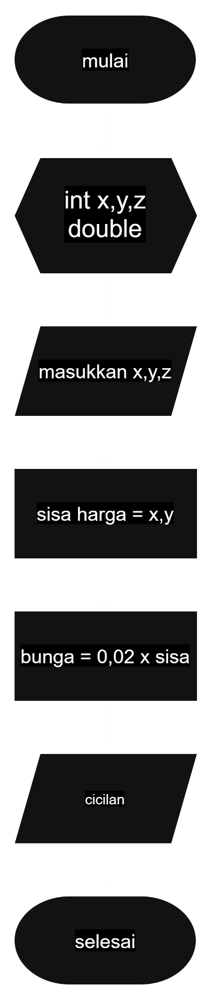 mulai
int x,y,z
double
masukkan x,y,z
sisa harga = x,y
bunga = 0,02 x sisa
cicilan
selesai